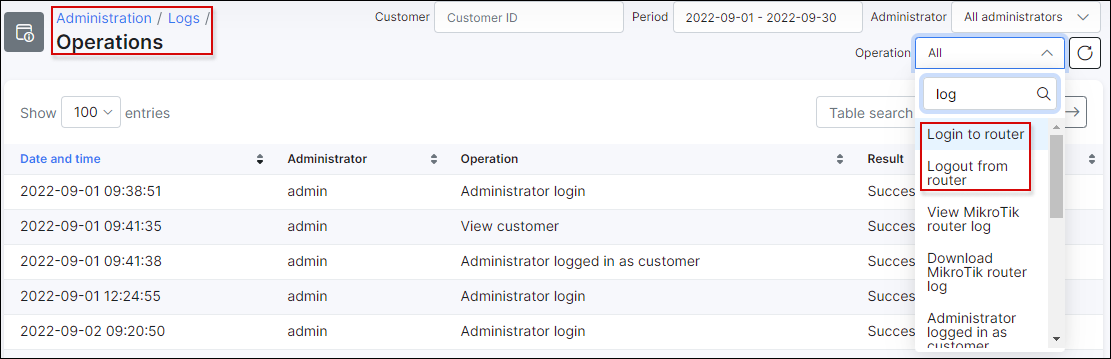 Administration / Logs /
Operations
Customer Customer ID Period 2022-09-01 - 2022-09-30 Administrator All administrators
Operation All
log
Login to router
Logout from
router
View MikroTik
router log
Download
MikroTik router
log
Administrator
logged in as
customer
Show 100 entries Table search
Date and time Administrator Operation Result
2022-09-01 09:38:51 admin Administrator login Succes
2022-09-01 09:41:35 admin View customer Succes
2022-09-01 09:41:38 admin Administrator logged in as customer Succes
2022-09-01 12:24:55 admin Administrator login Succes
2022-09-02 09:20:50 admin Administrator login Succes